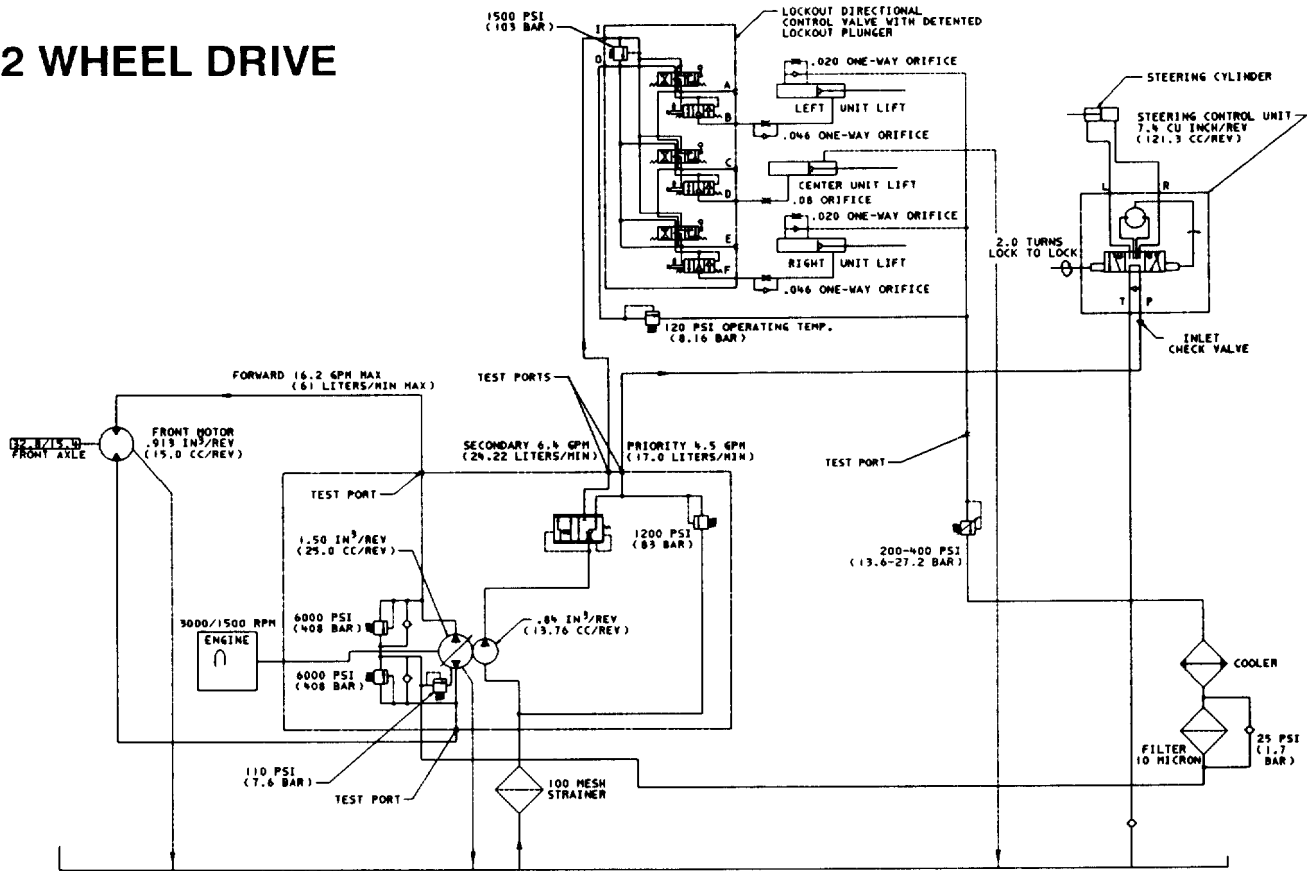 2 WHEEL DRIVE
1500 PSI
(103 BAR)
LOCKOUT DIRECTIONAL
CONTROL VALVE WITH DETENTED
LOCKOUT PLUNGER
I
A
B
C
D
E
F
.020 ONE-WAY ORIFICE
LEFT UNIT LIFT
.046 ONE-WAY ORIFICE
CENTER UNIT LIFT
.08 ORIFICE
.020 ONE-WAY ORIFICE
RIGHT UNIT LIFT
.046 ONE-WAY ORIFICE
STEERING CYLINDER
STEERING CONTROL UNIT
7.4 CU INCH/REV
(121.3 CC/REV)
L
R
2.0 TURNS
LOCK TO LOCK
T P
INLET
CHECK VALVE
120 PSI OPERATING TEMP.
(8.16 BAR)
FORWARD 16.2 GPM MAX
(61 LITERS/MIN MAX)
TEST PORTS
FRONT MOTOR
.913 IN³/REV
(15.0 CC/REV)
FRONT AXLE
SECONDARY 6.4 GPM
(24.22 LITERS/MIN)
PRIORITY 4.5 GPM
(17.0 LITERS/MIN)
TEST PORT
TEST PORT
1.50 IN³/REV
(25.0 CC/REV)
1200 PSI
(83 BAR)
200-400 PSI
(13.6-27.2 BAR)
3000/1500 RPM
ENGINE
6000 PSI
(408 BAR)
.84 IN³/REV
(13.76 CC/REV)
6000 PSI
(408 BAR)
COOLER
FILTER
10 MICRON
25 PSI
(1.7
BAR)
110 PSI
(7.6 BAR)
TEST PORT
100 MESH
STRAINER